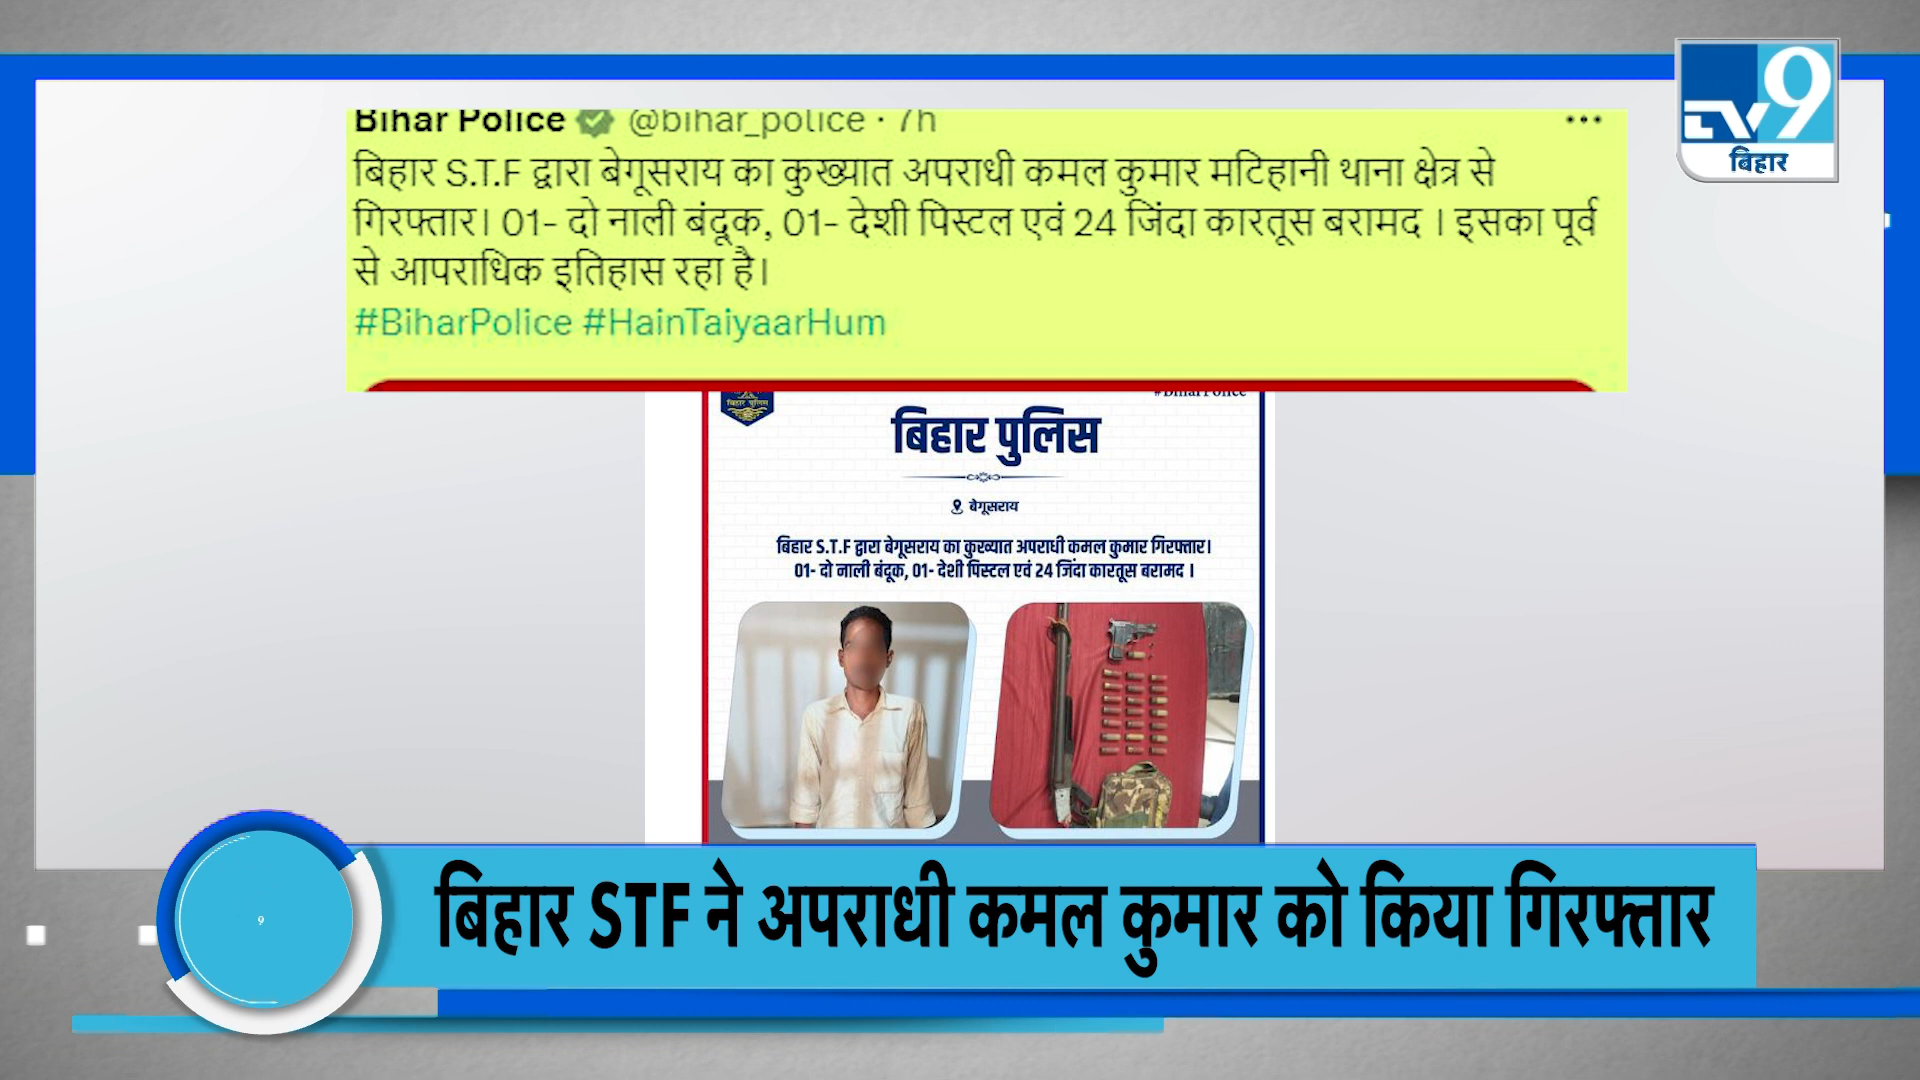 Bihar Police @bihar_police · 7h
TV9
बिहार
बिहार S.T.F द्वारा बेगूसराय का कुख्यात अपराधी कमल कुमार मटिहानी थाना क्षेत्र से
गिरफ्तार। 01- दो नाली बंदूक, 01- देशी पिस्टल एवं 24 जिंदा कारतूस बरामद । इसका पूर्व
से आपराधिक इतिहास रहा है।
#BiharPolice #HainTaiyaarHum
बिहार पुलिस
#BiharPolice
बिहार पुलिस
बेगूसराय
बिहार S.T.F द्वारा बेगूसराय का कुख्यात अपराधी कमल कुमार गिरफ्तार।
01- दो नाली बंदूक, 01- देशी पिस्टल एवं 24 जिंदा कारतूस बरामद ।
9
बिहार STF ने अपराधी कमल कुमार को किया गिरफ्तार